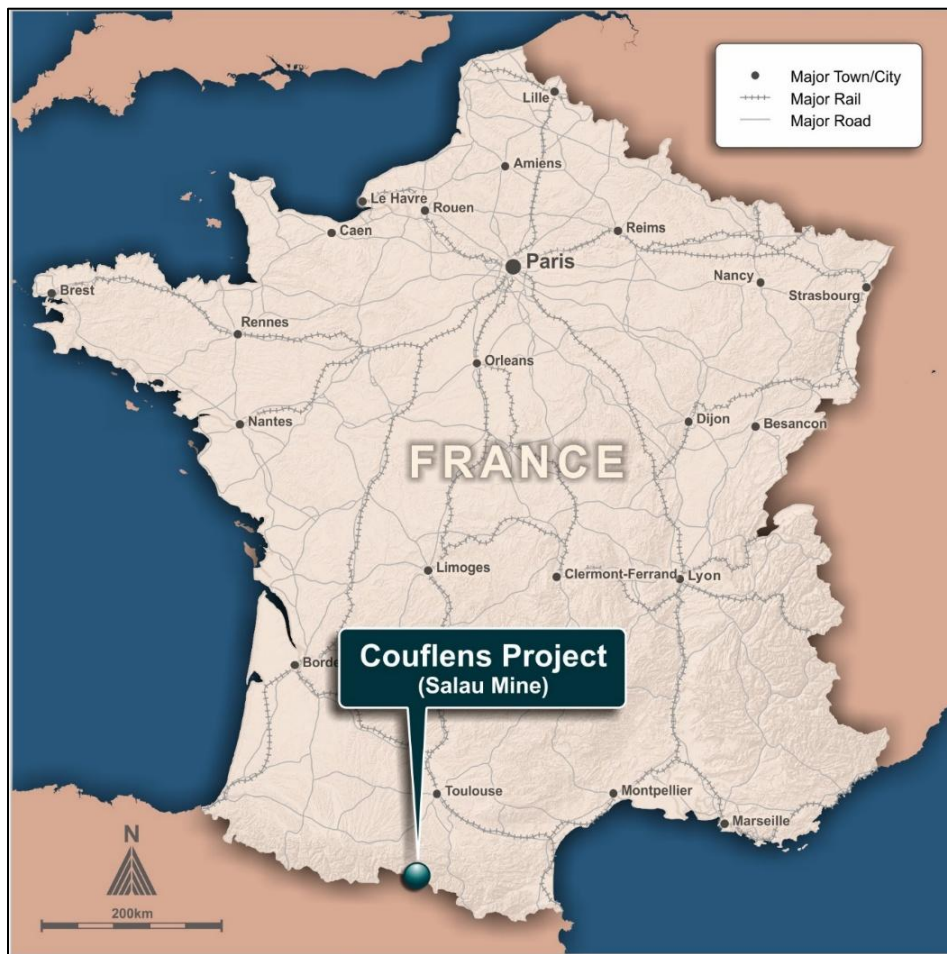 Major Town/City
Major Rail
Major Road
Lille
Amiens
Le Havre
Rouen
Caen
Reims
Paris
Nancy
Strasbourg
Brest
Rennes
Orleans
Nantes
Dijon
Besancon
FRANCE
Limoges
Clermont-Ferrand
Lyon
Borde
Couflens Project
(Salau Mine)
Toulouse
Montpellier
Marseille
N
200km